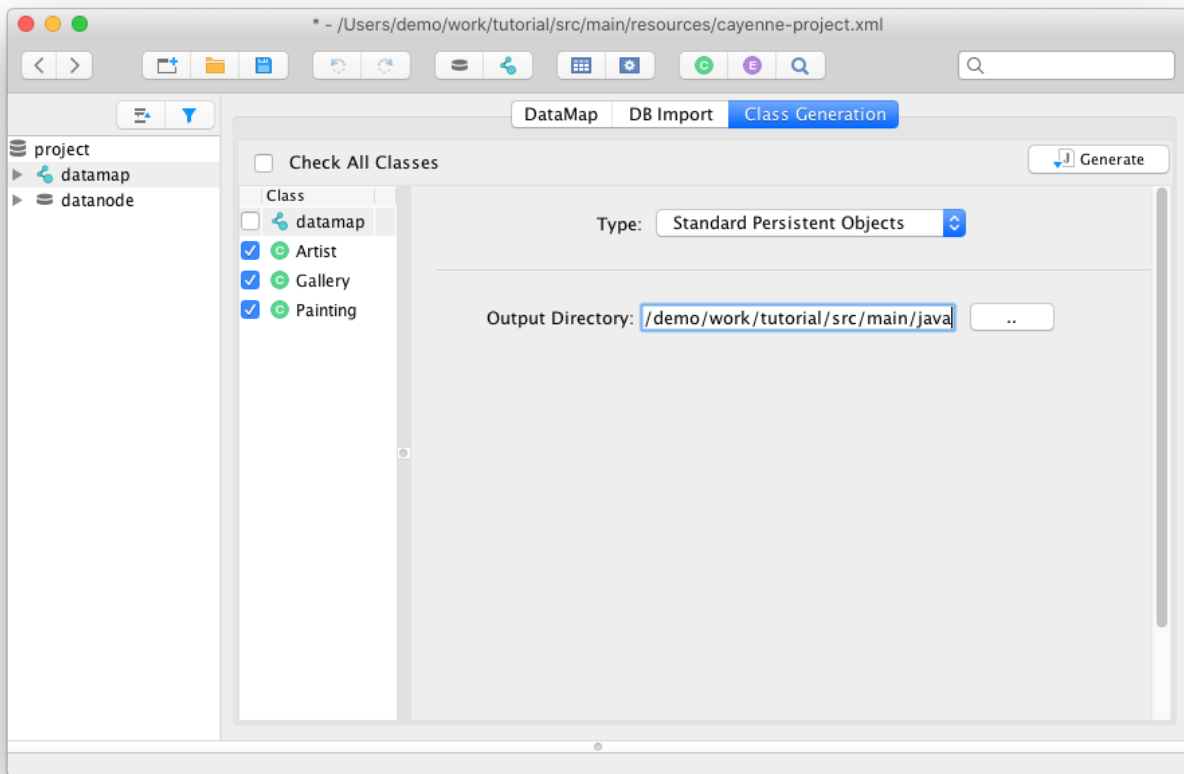 * - /Users/demo/work/tutorial/src/main/resources/cayenne-project.xml
C E
DataMap DB Import Class Generation
project
datamap
datanode
Check All Classes
J Generate
Class
datamap
C Artist
C Gallery
C Painting
Type: Standard Persistent Objects
Output Directory: /demo/work/tutorial/src/main/java ..